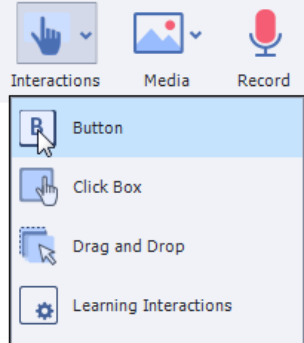 Interactions Media Record
B Button
Click Box
Drag and Drop
Learning Interactions